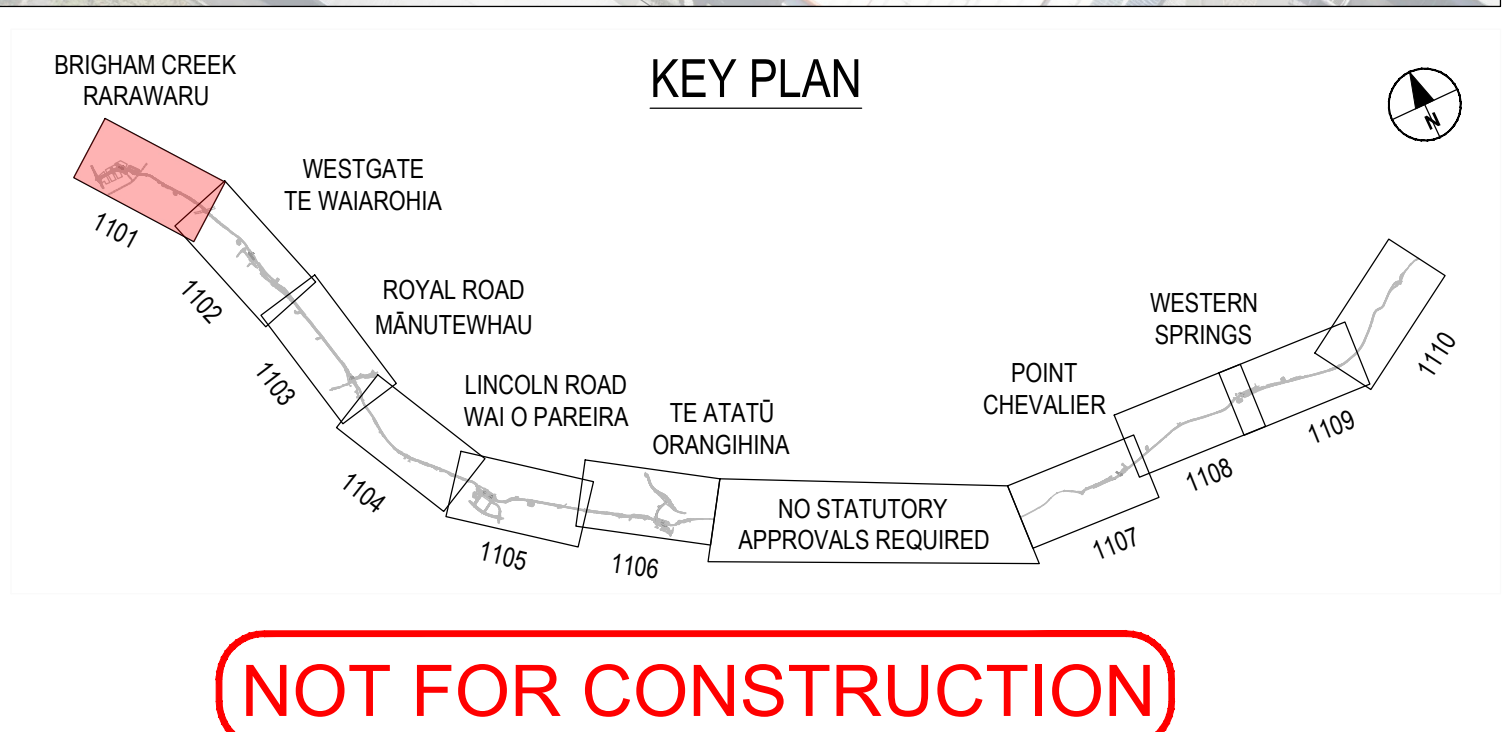 KEY PLAN
BRIGHAM CREEK
RARAWARU
N
WESTGATE
TE WAIAROHIA
1101
1102
ROYAL ROAD
MĀNUTEWHAU
1103
LINCOLN ROAD
WAI O PAREIRA
1104
TE ATATŪ
ORANGIHINA
1105
1106
NO STATUTORY
APPROVALS REQUIRED
POINT
CHEVALIER
1107
WESTERN
SPRINGS
1108
1109
1110
NOT FOR CONSTRUCTION